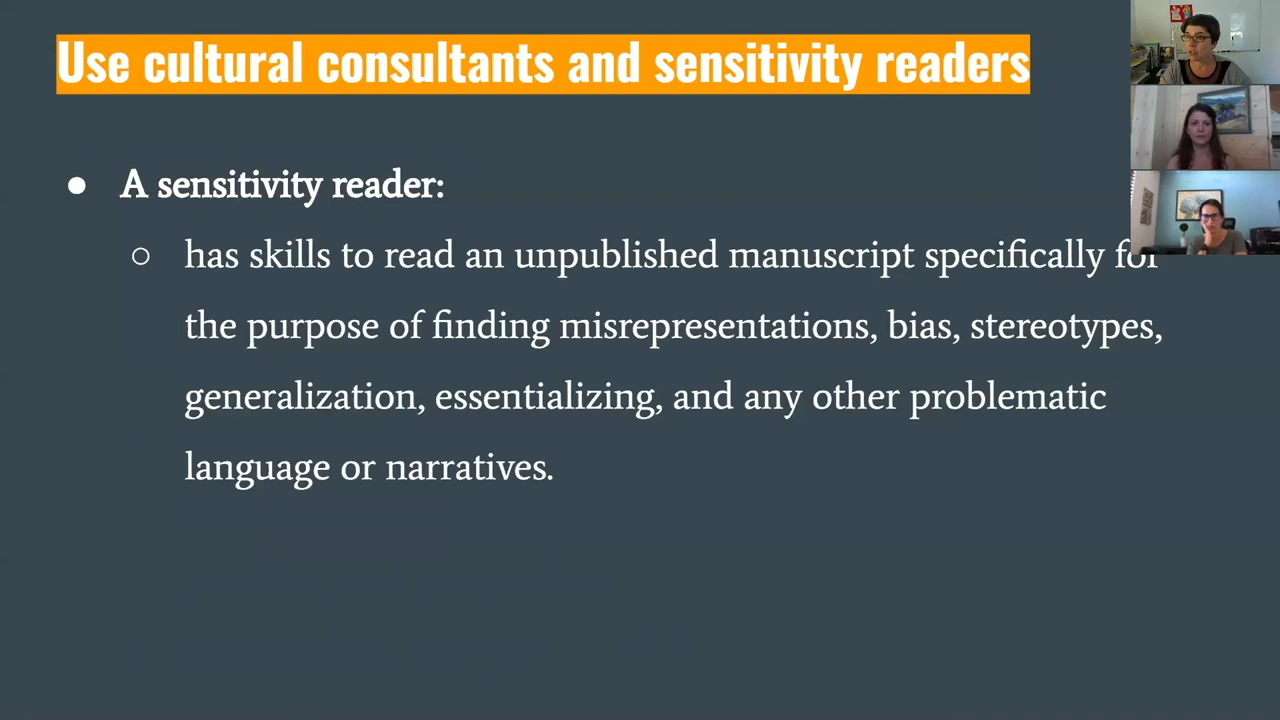 Use cultural consultants and sensitivity readers
● A sensitivity reader:
○ has skills to read an unpublished manuscript specifically for
the purpose of finding misrepresentations, bias, stereotypes,
generalization, essentializing, and any other problematic
language or narratives.